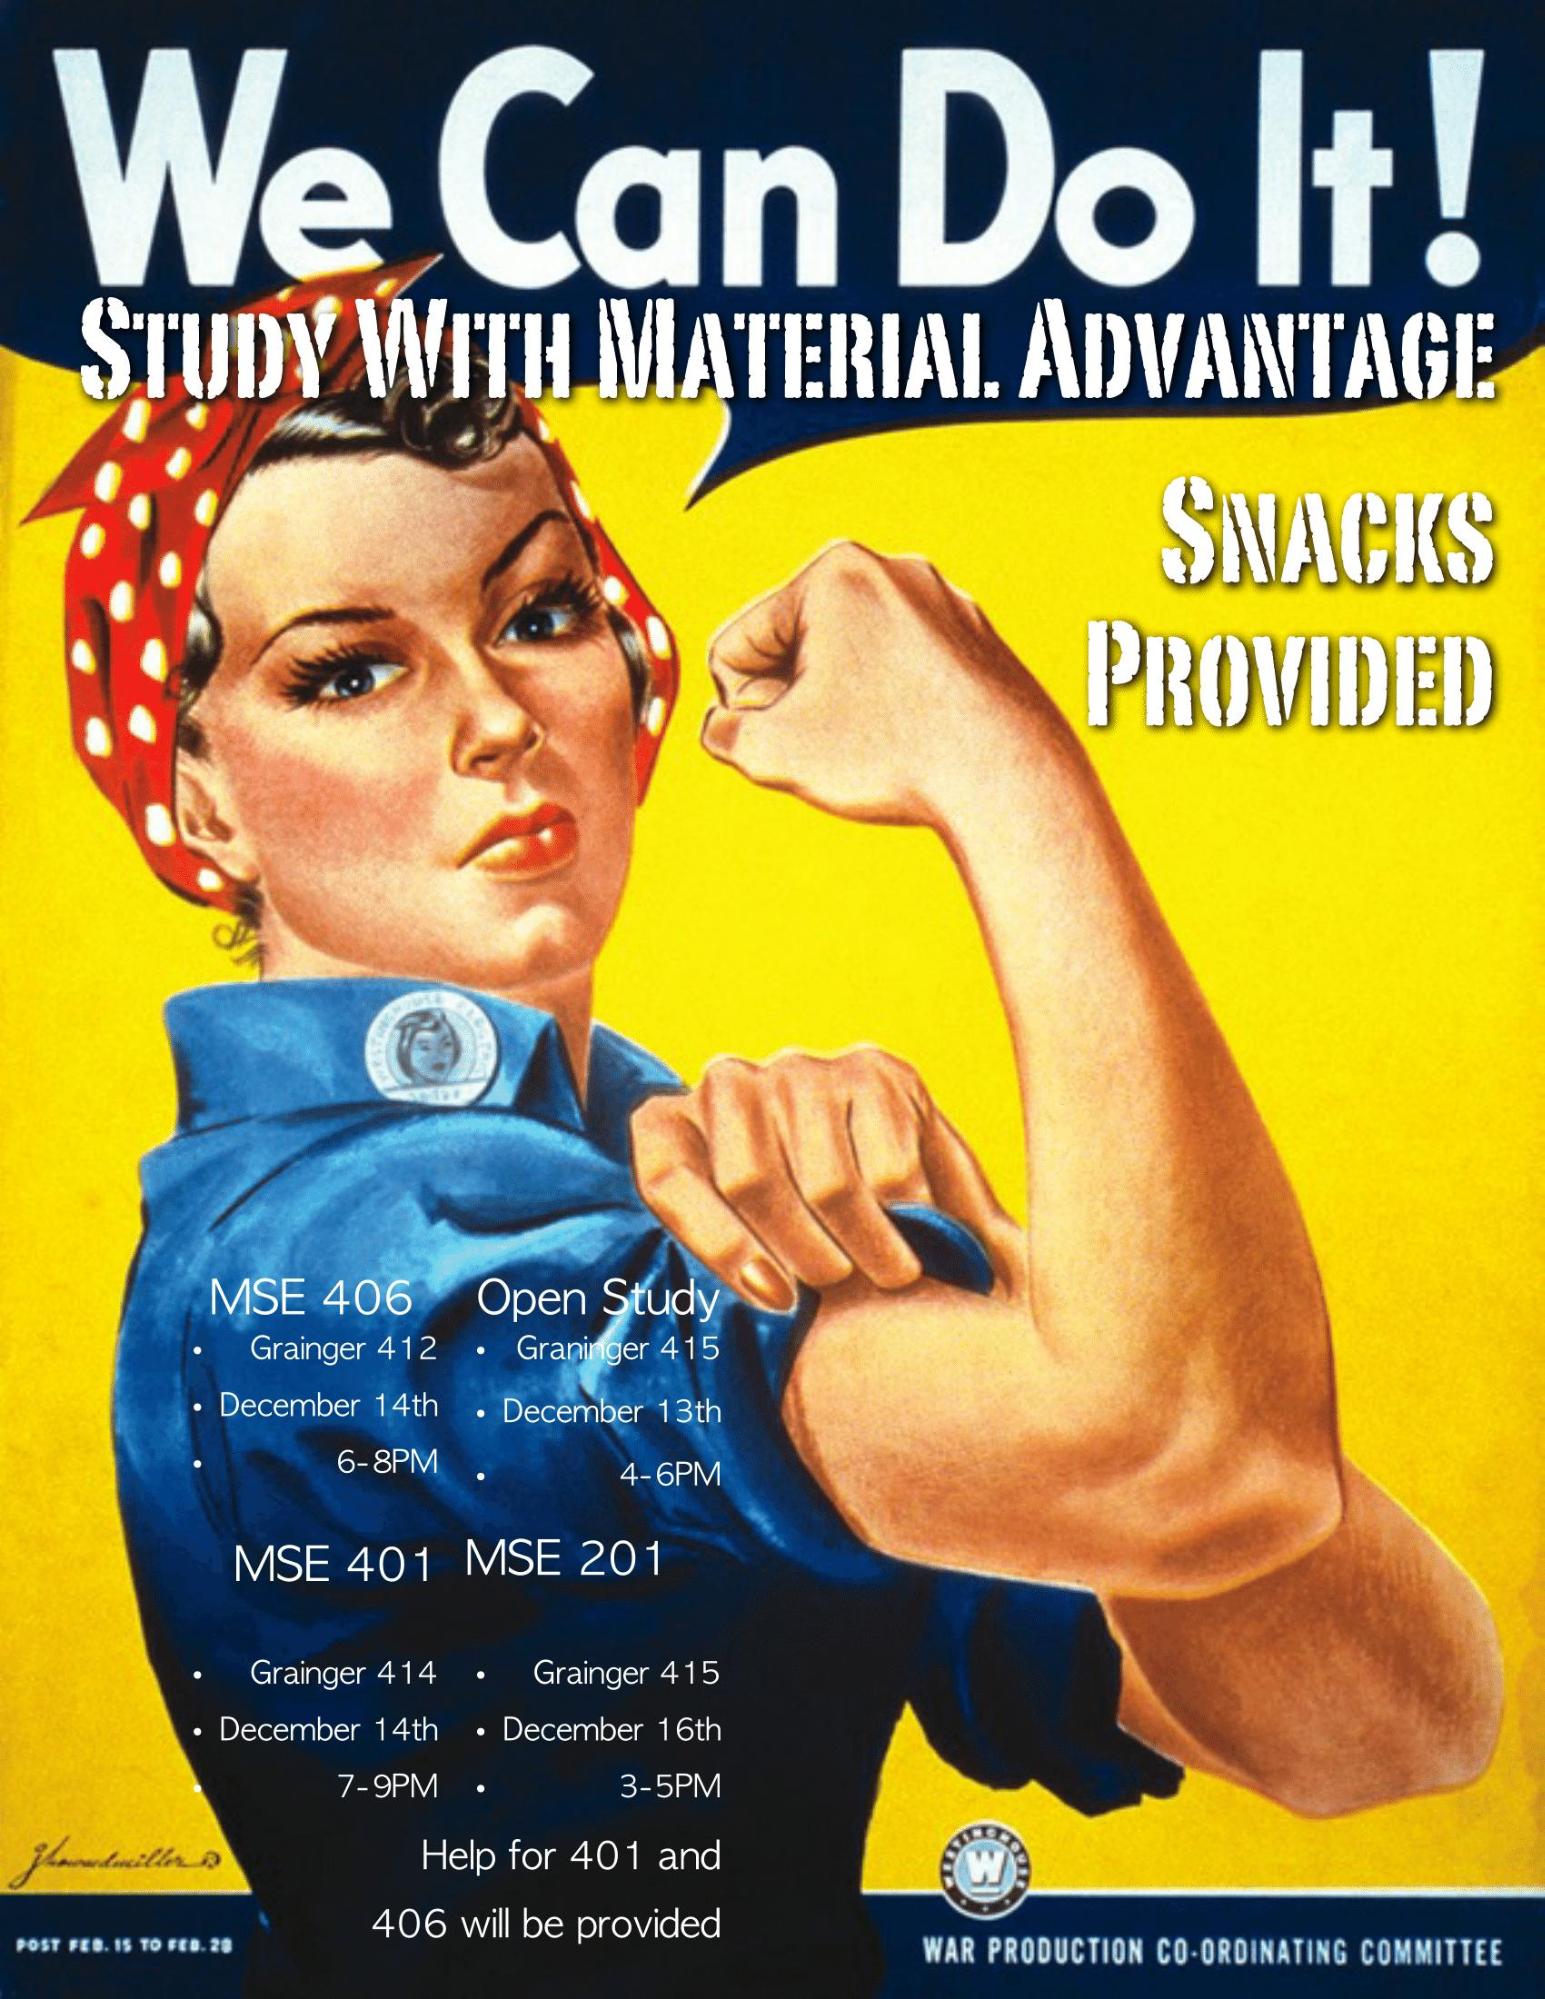 We Can Do It!
STUDY WITH MATERIAL ADVANTAGE
SNACKS
PROVIDED
MSE 406
• Grainger 412
• December 14th
• 6-8PM
Open Study
• Graninger 415
• December 13th
• 4-6PM
MSE 401
• Grainger 414
• December 14th
• 7-9PM
MSE 201
• Grainger 415
• December 16th
• 3-5PM
Help for 401 and
406 will be provided
WESTINGHOUSE
W
POST FEB. 15 TO FEB. 28
WAR PRODUCTION CO-ORDINATING COMMITTEE